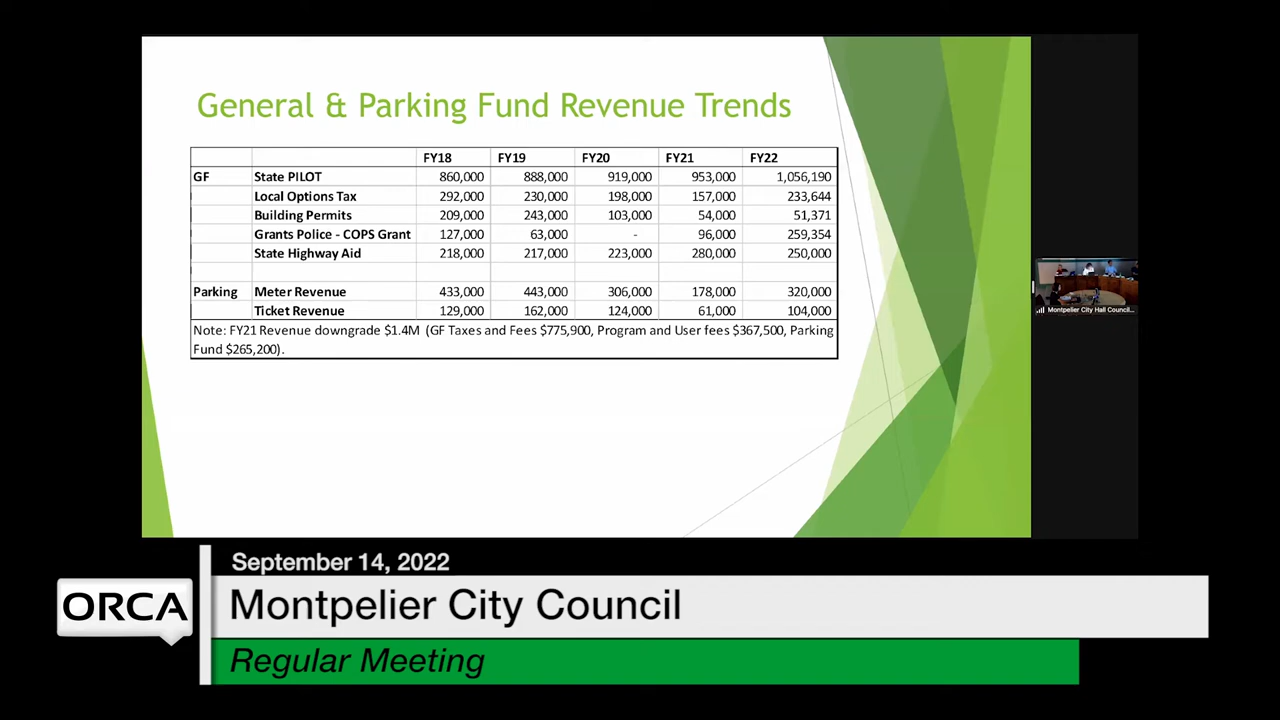 General & Parking Fund Revenue Trends
FY18 FY19 FY20 FY21 FY22
GF State PILOT 860,000 888,000 919,000 953,000 1,056,190
Local Options Tax 292,000 230,000 198,000 157,000 233,644
Building Permits 209,000 243,000 103,000 54,000 51,371
Grants Police - COPS Grant 127,000 63,000 - 96,000 259,354
State Highway Aid 218,000 217,000 223,000 280,000 250,000
Parking Meter Revenue 433,000 443,000 306,000 178,000 320,000
Ticket Revenue 129,000 162,000 124,000 61,000 104,000
Note: FY21 Revenue downgrade $1.4M (GF Taxes and Fees $775,900, Program and User fees $367,500, Parking
Fund $265,200).
Montpelier City Hall Council...
September 14, 2022
ORCA
Montpelier City Council
Regular Meeting